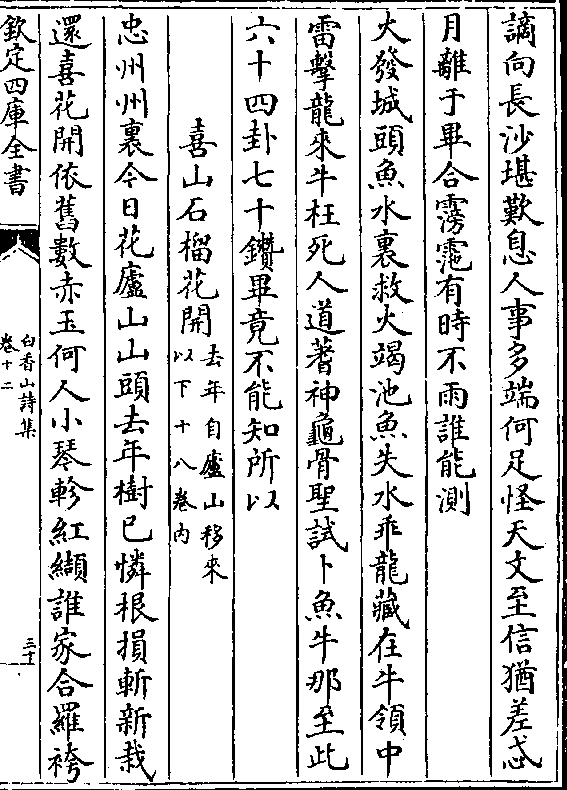 謫向長沙堪歎息人事多端何足怪天文至信猶差忒
月離于畢合霶霑有時不雨誰能測
火發城頭魚水裏救火竭池魚失水乖龍藏在牛領中
雷擊龍來牛枉死人道蓍神龜骨聖試卜魚牛那至此
六十四卦七十鑽畢竟不能知所以
喜山石榴花開去年自廬山移來
以下十八卷内
忠州州裏今日花廬山山頭去年樹已憐根損斬新栽
還喜花開依舊數赤玉何人小琴軫紅纈誰家合羅袴
欽定四庫全書
白香山詩集
卷十二
三十